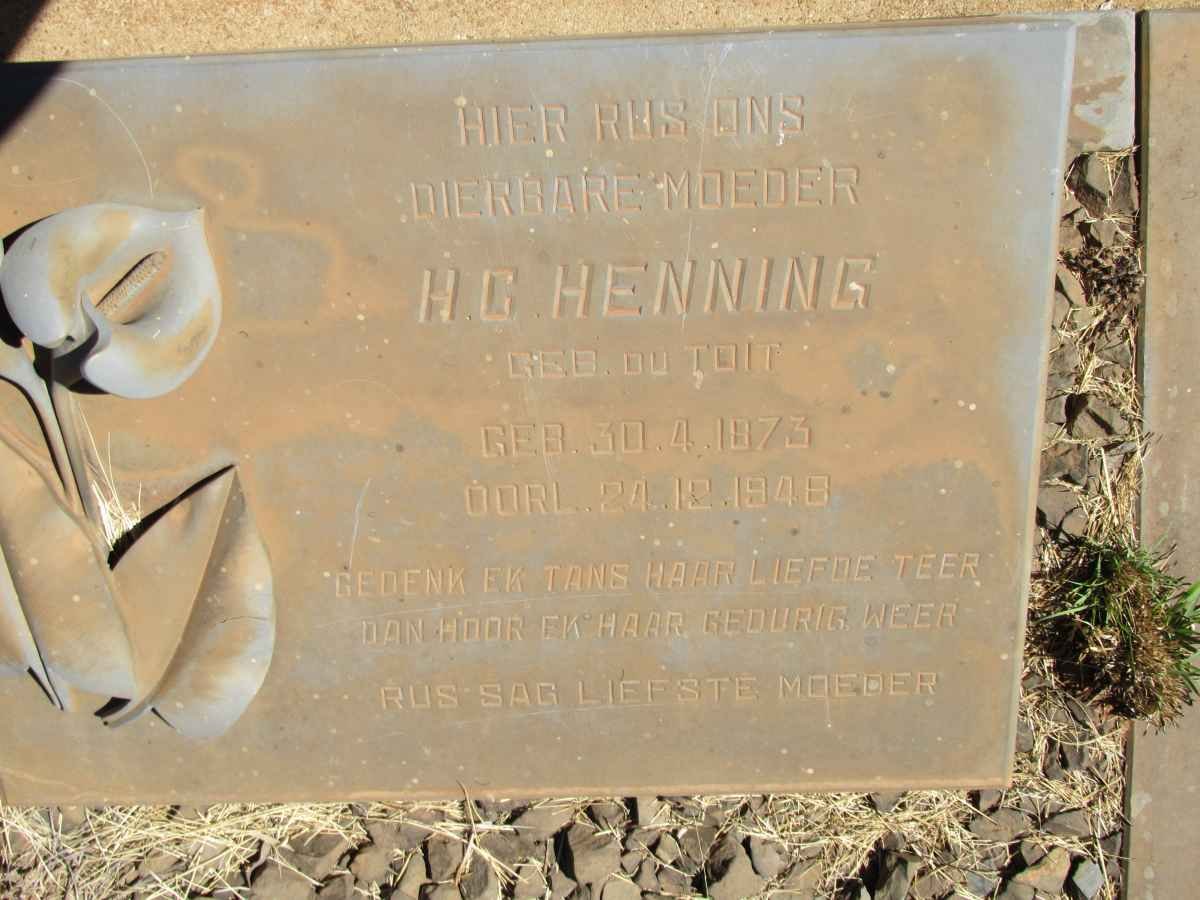 HIER RUS ONS
DIERBARE MOEDER
H.C. HENNING
GEB. DU TOIT
GEB. 30.4.1873
OORL. 24.12.1948
GEDENK EK TANS HAAR LIEFDE TEER
DAN HOOR EK HAAR GEDURIG WEER
RUS SAG LIEFSTE MOEDER